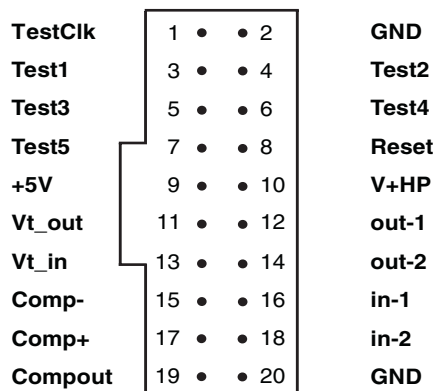 TestClk 1 2 GND
Test1 3 4 Test2
Test3 5 6 Test4
Test5 7 8 Reset
+5V 9 10 V+HP
Vt_out 11 12 out-1
Vt_in 13 14 out-2
Comp- 15 16 in-1
Comp+ 17 18 in-2
Compout 19 20 GND